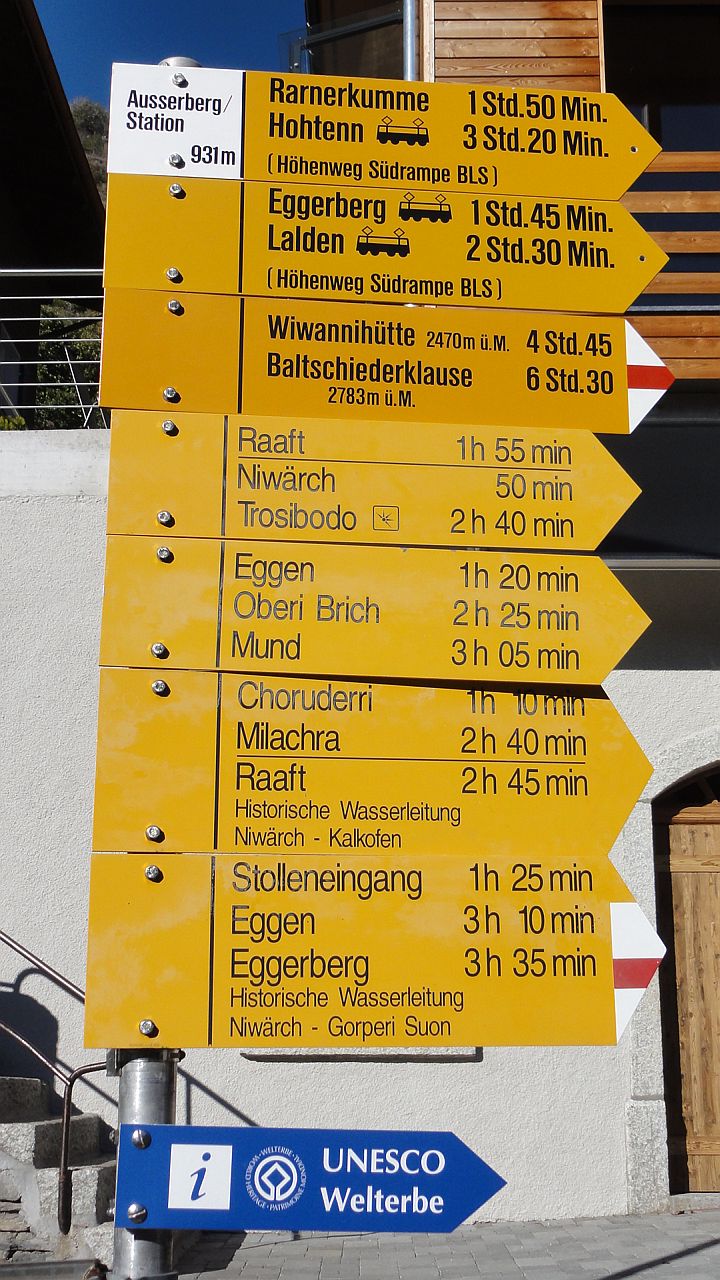 Ausserberg/
Station
931m
Rarnerkumme 1 Std. 50 Min.
Hohtenn 3 Std. 20 Min.
(Höhenweg Südrampe BLS)
Eggerberg 1 Std. 45 Min.
Lalden 2 Std. 30 Min.
(Höhenweg Südrampe BLS)
Wiwannihütte 2470m ü.M. 4 Std. 45
Baltschiederklause 6 Std. 30
2783m ü.M.
Raaft 1h 55 min
Niwärch 50 min
Trosibodo 2h 40 min
Eggen 1h 20 min
Oberi Brich 2h 25 min
Mund 3h 05 min
Choruderri 1h 10 min
Milachra 2h 40 min
Raaft 2h 45 min
Historische Wasserleitung
Niwärch - Kalkofen
Stolleneingang 1h 25 min
Eggen 3h 10 min
Eggerberg 3h 35 min
Historische Wasserleitung
Niwärch - Gorperi Suon
i
WORLD HERITAGE · PATRIMOINE MONDIAL · WELTERBE
UNESCO
Welterbe